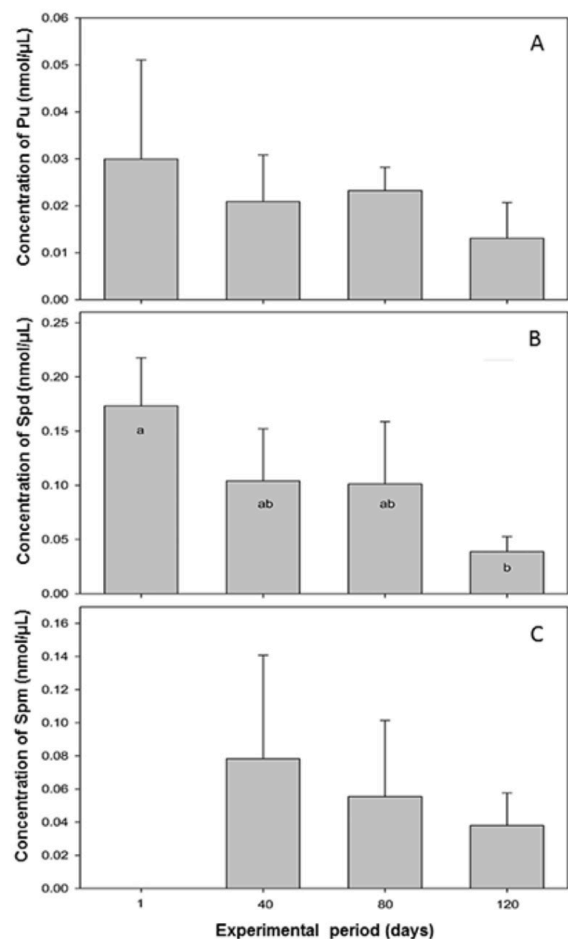 A
Concentration of Pu (nmol/µL)
0.06
0.05
0.04
0.03
0.02
0.01
0.00
B
Concentration of Spd (nmol/µL)
0.25
0.20
0.15
0.10
0.05
0.00
a
ab
ab
b
C
Concentration of Spm (nmol/µL)
0.16
0.14
0.12
0.10
0.08
0.06
0.04
0.02
0.00
1
40
80
120
Experimental period (days)